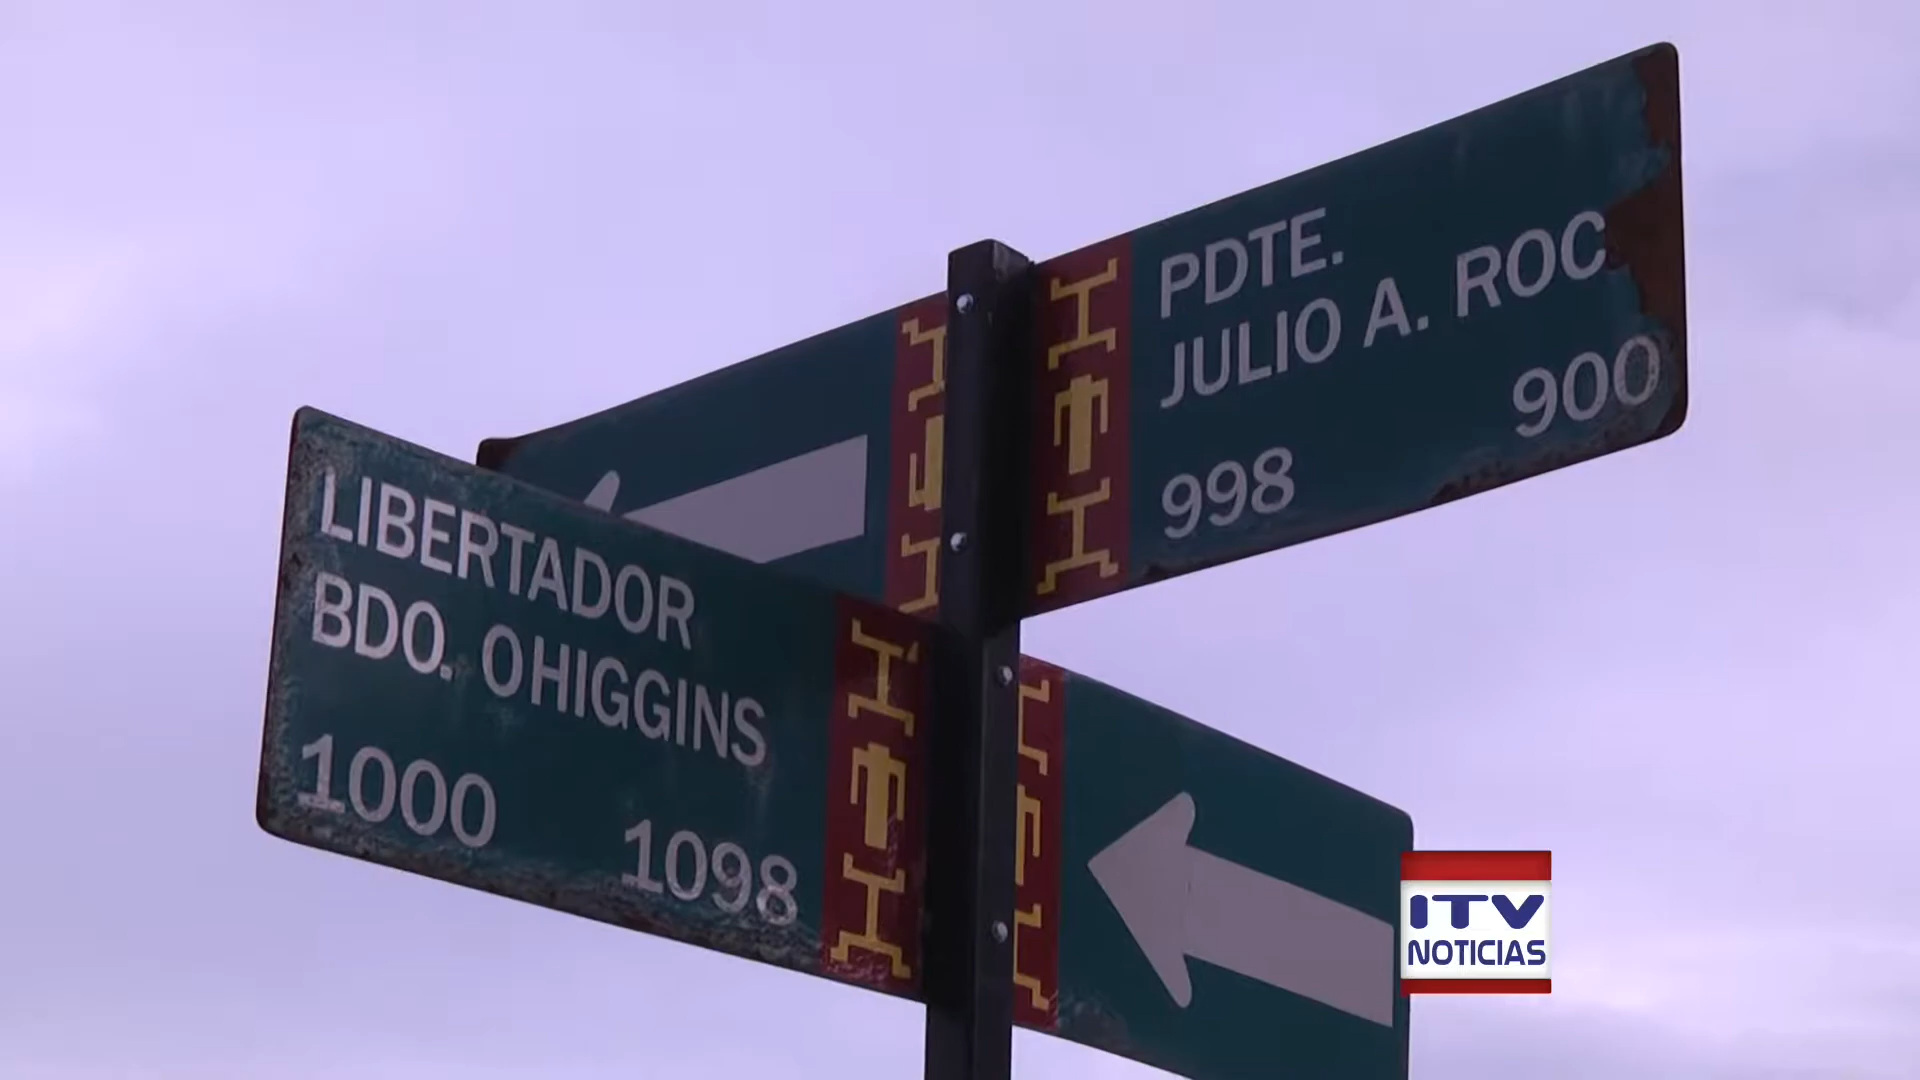 PDTE.
JULIO A. ROC
900
998
LIBERTADOR
BDO. OHIGGINS
1000
1098
ITV
NOTICIAS